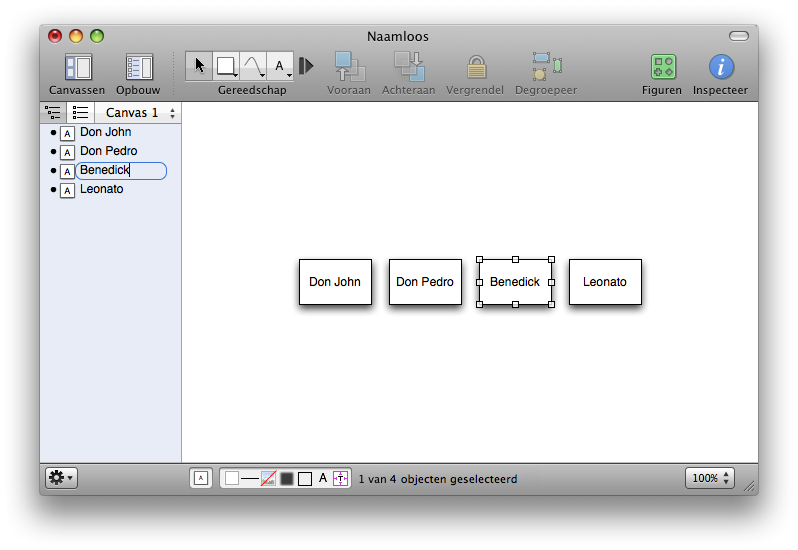 Naamloos
Canvassen Opbouw Gereedschap Vooraan Achteraan Vergrendel Degroepeer Figuren Inspecteer
A
Canvas 1
A Don John
A Don Pedro
A Benedick
A Leonato
Don John Don Pedro Benedick Leonato
A A T 1 van 4 objecten geselecteerd 100%